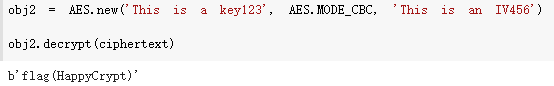 obj2 = AES.new('This is a key123', AES.MODE_CBC, 'This is an IV456')
obj2.decrypt(ciphertext)
b'flag(HappyCrypt)'